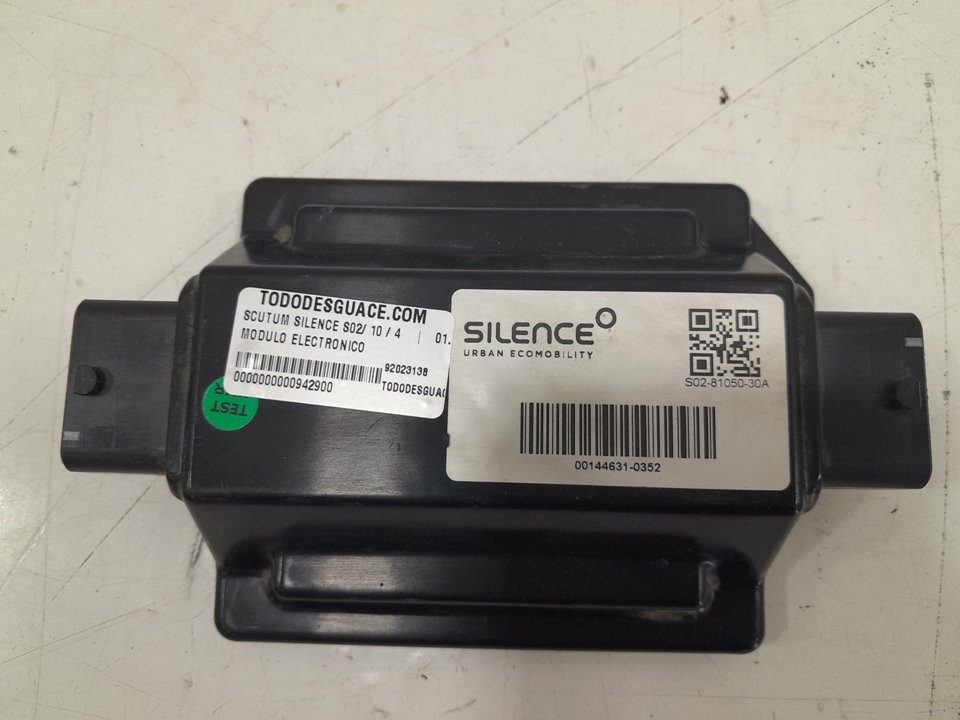 TODODESGUACE.COM
SCUTUM SILENCE S02/ 10 / 4 | 01.
MODULO ELECTRONICO
92023138
0000000000942900
TODODESGUAC
TEST
SILENCE
URBAN ECOMOBILITY
S02-81050-30A
00144631-0352